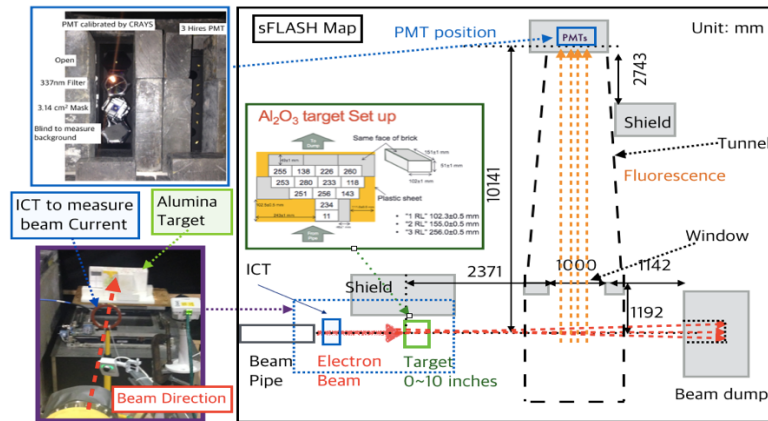 PMT calibrated by CRAYS
3 Hires PMT
Open
337nm Filter
3.14 cm² Mask
Blind to measure
background
ICT to measure
beam Current
Alumina
Target
Beam Direction
sFLASH Map
PMT position
PMTs
Unit: mm
2743
Shield
Tunnel
Fluorescence
10141
Al₂O₃ target Set up
To Dump
Same face of brick
151±1 mm
91±1 mm
102±1 mm
255 138 226 260
253 280 233 118
251 256 143
234
11
Plastic sheet
From Pipe
• "1 RL" 102.3±0.5 mm
• "2 RL" 155.0±0.5 mm
• "3 RL" 256.0±0.5 mm
Window
2371
1000
1142
1192
ICT
Shield
Beam
Pipe
Electron
Beam
Target
0~10 inches
Beam dump